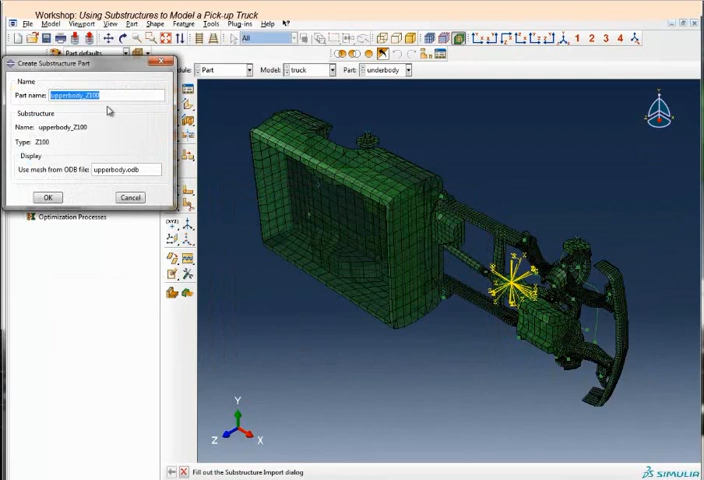 Workshop: Using Substructures to Model a Pick-up Truck
File Model Viewport View Part Shape Feature Tools Plug-ins Help
Part defaults
All
1 2 3 4
Create Substructure Part
Module: Part Model: truck Part: underbody
Name
Part name: upperbody_Z100
Substructure
Name: upperbody_Z100
Type: Z100
Display
Use mesh from ODB file: upperbody.odb
OK Cancel
Optimization Processes
Y
Z X
Fill out the Substructure Import dialog
SIMULIA